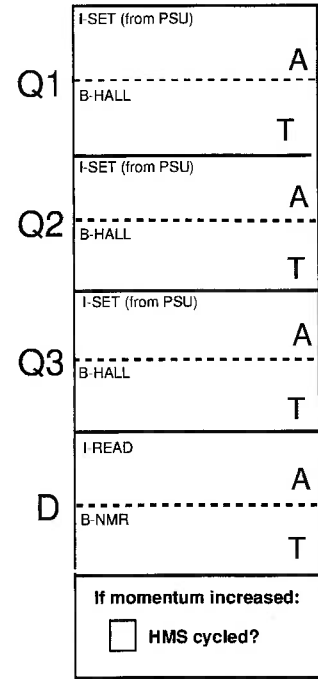 I-SET (from PSU)
A
Q1
B-HALL
T
I-SET (from PSU)
A
Q2
B-HALL
T
I-SET (from PSU)
A
Q3
B-HALL
T
I-READ
A
D
B-NMR
T
If momentum increased:
HMS cycled?